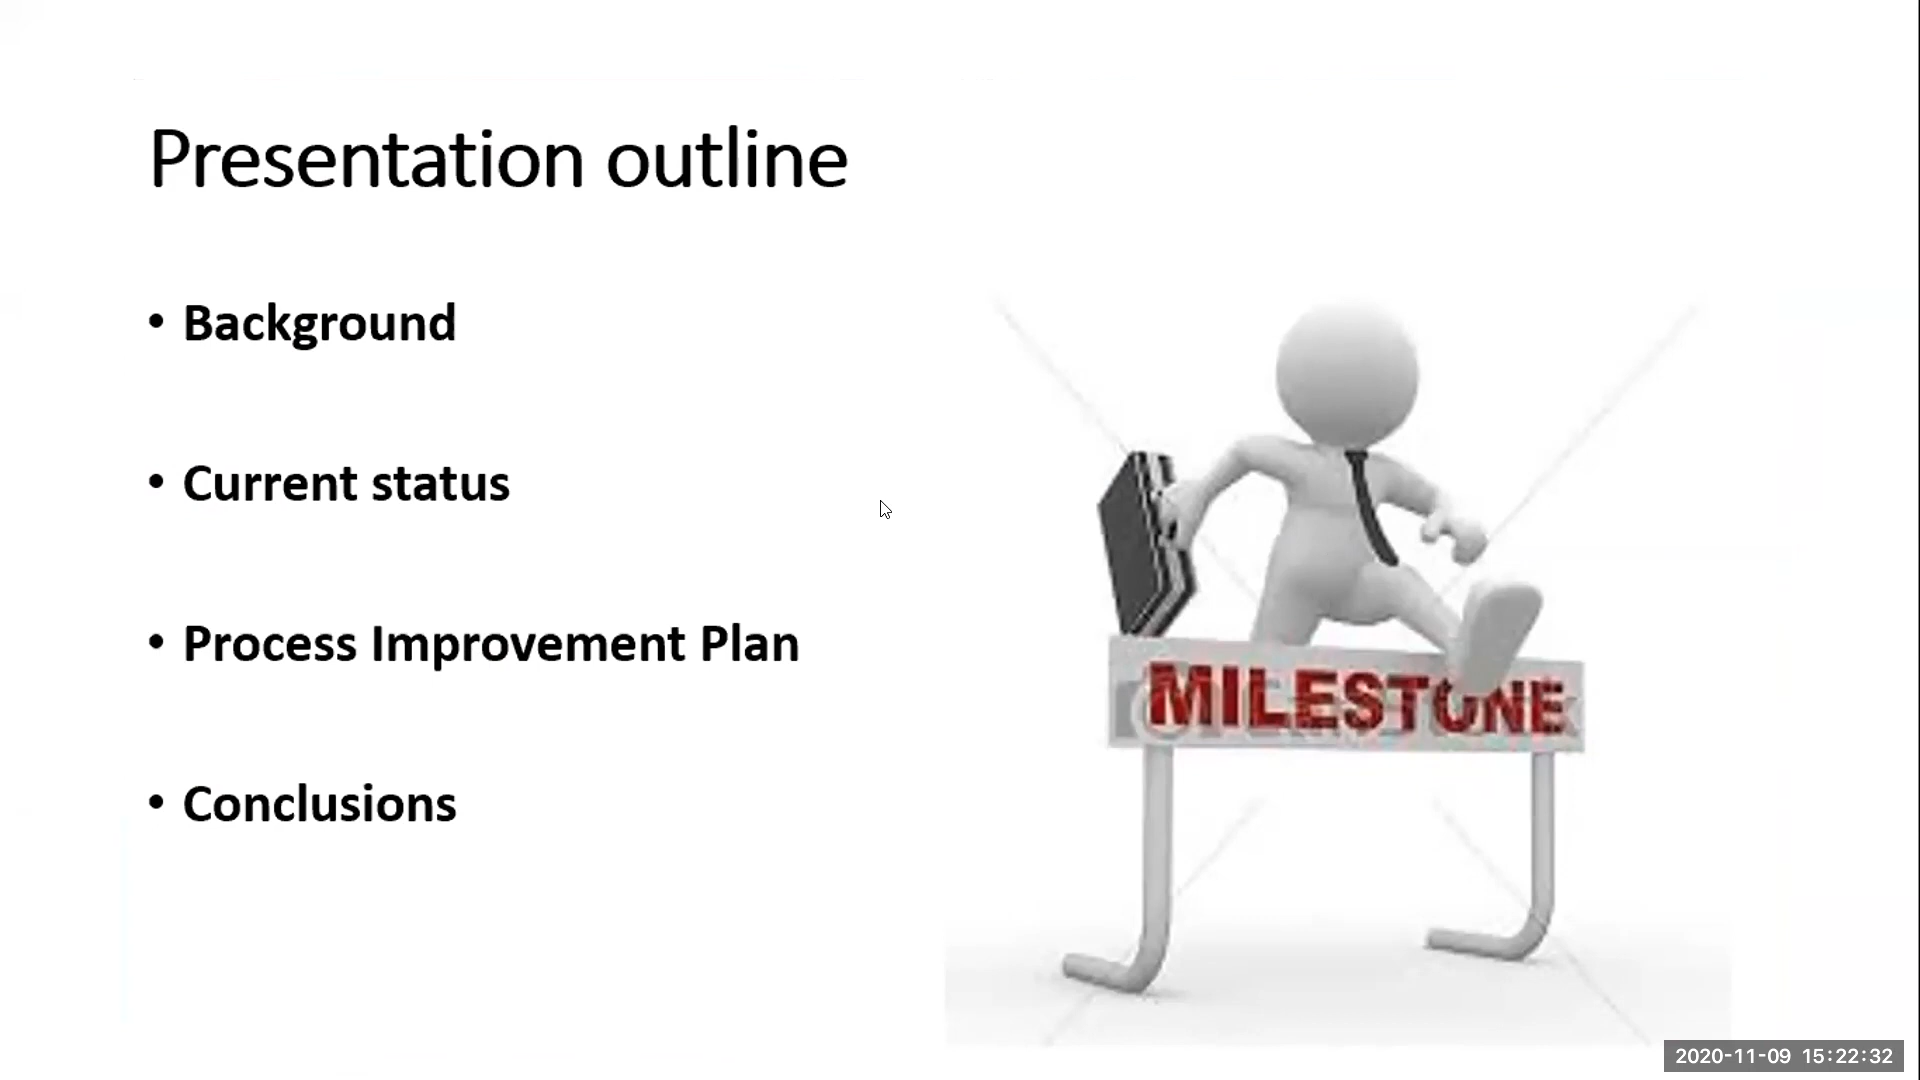 Presentation outline
• Background
• Current status
• Process Improvement Plan
• Conclusions
MILESTONE
2020-11-09 15:22:32